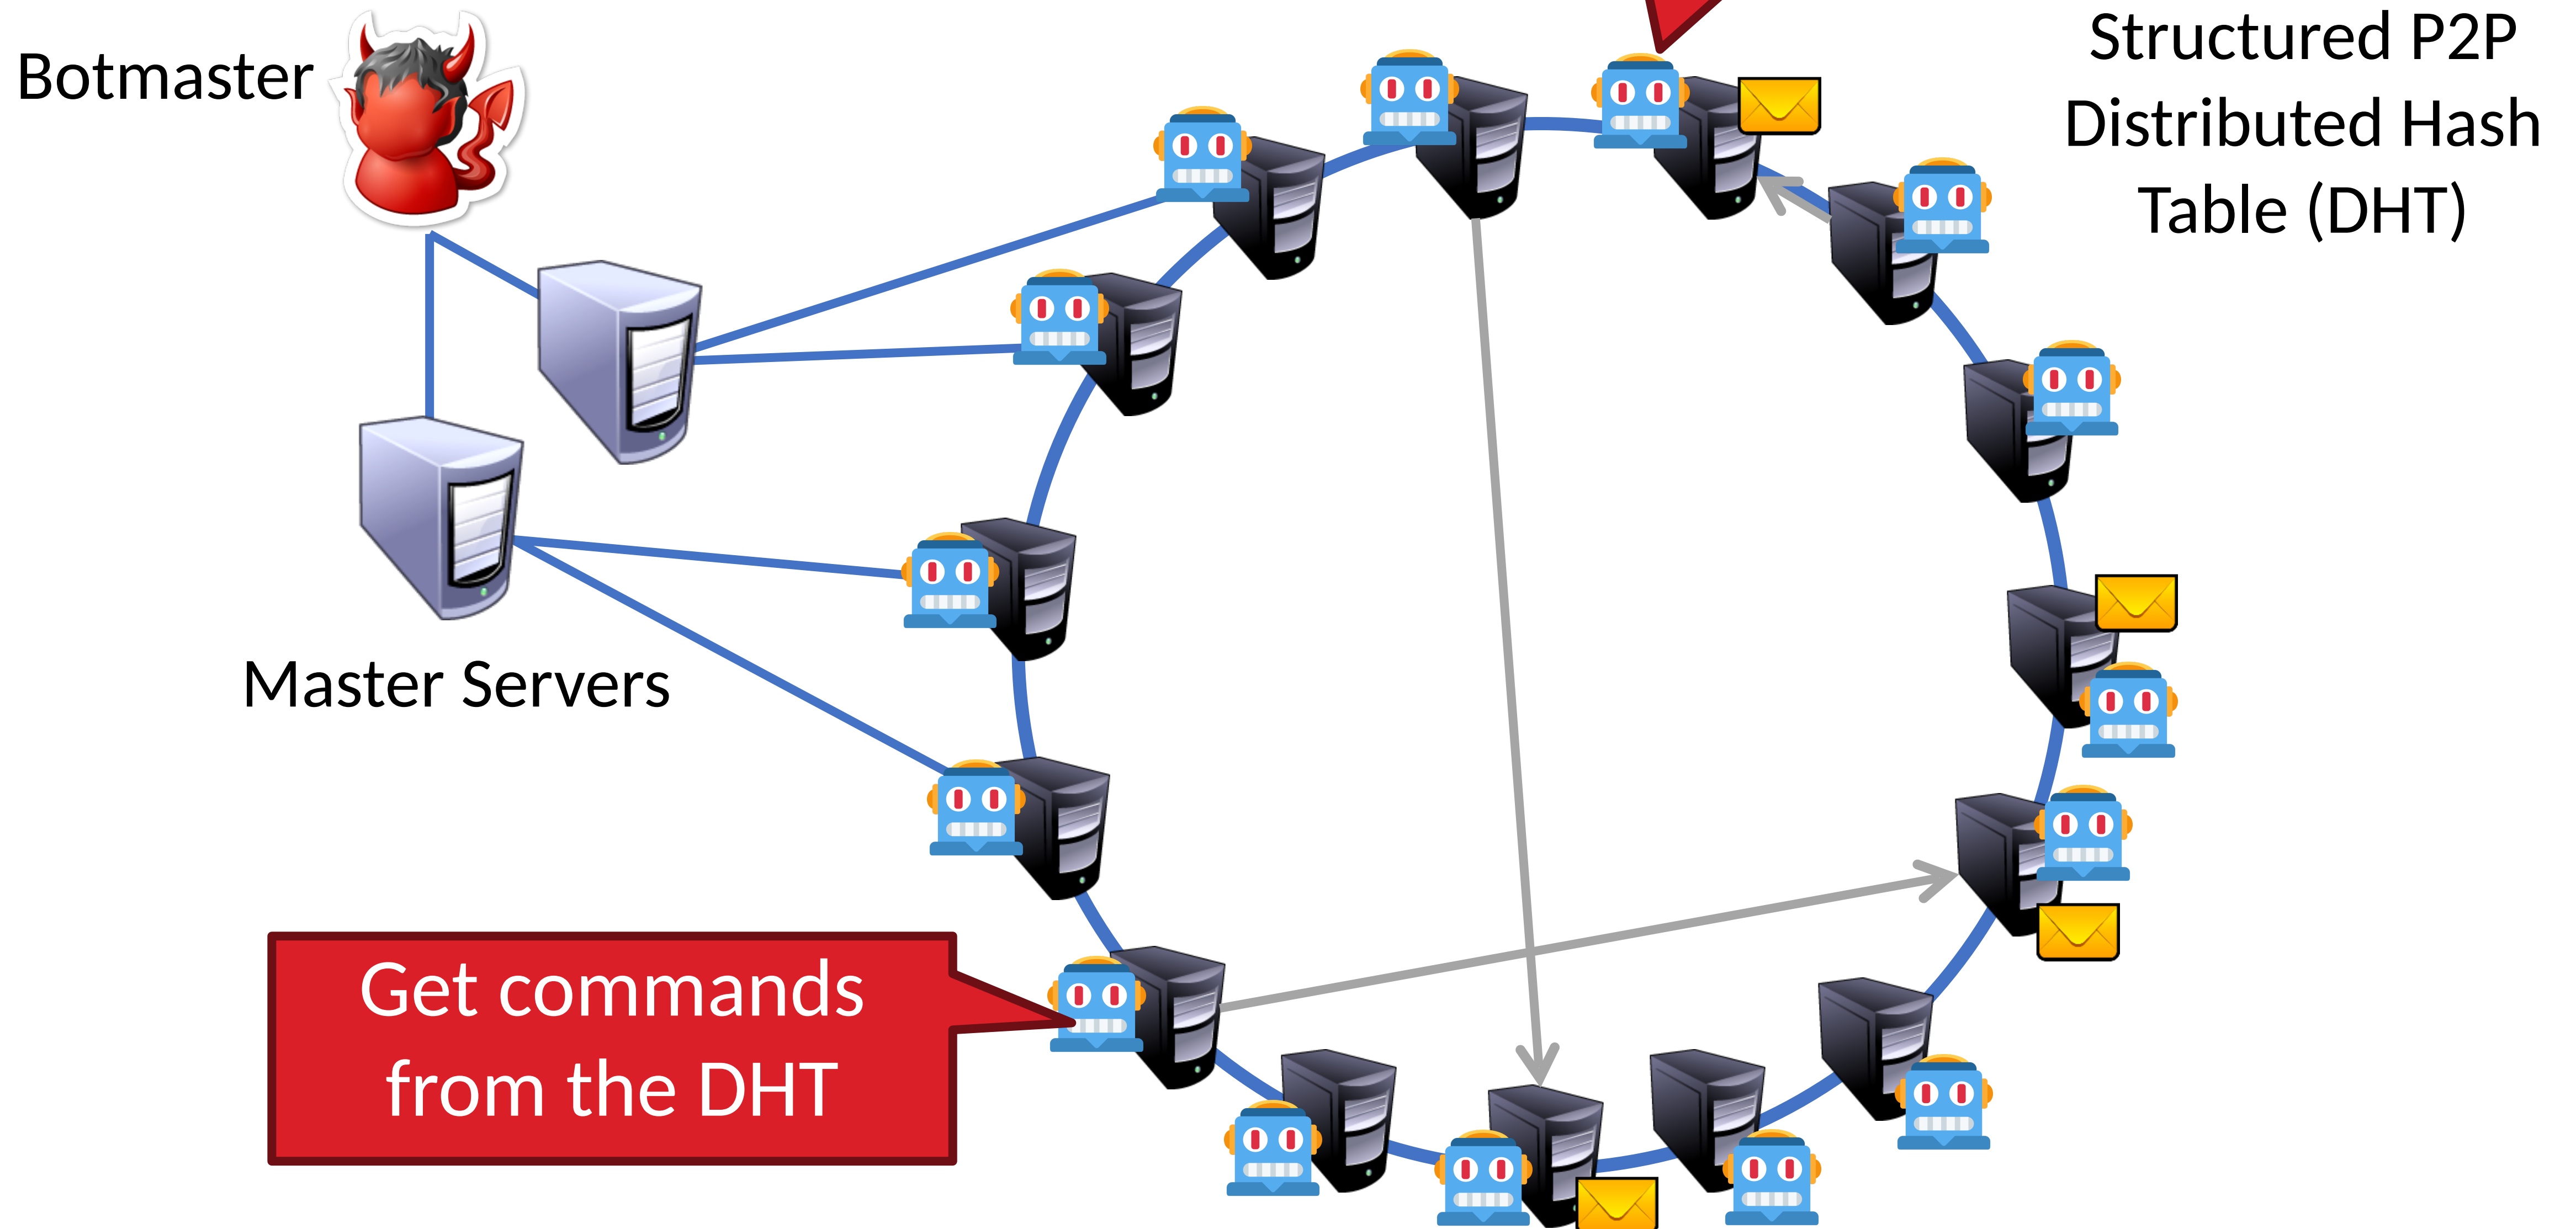 Botmaster
Structured P2P
Distributed Hash
Table (DHT)
Master Servers
Get commands
from the DHT